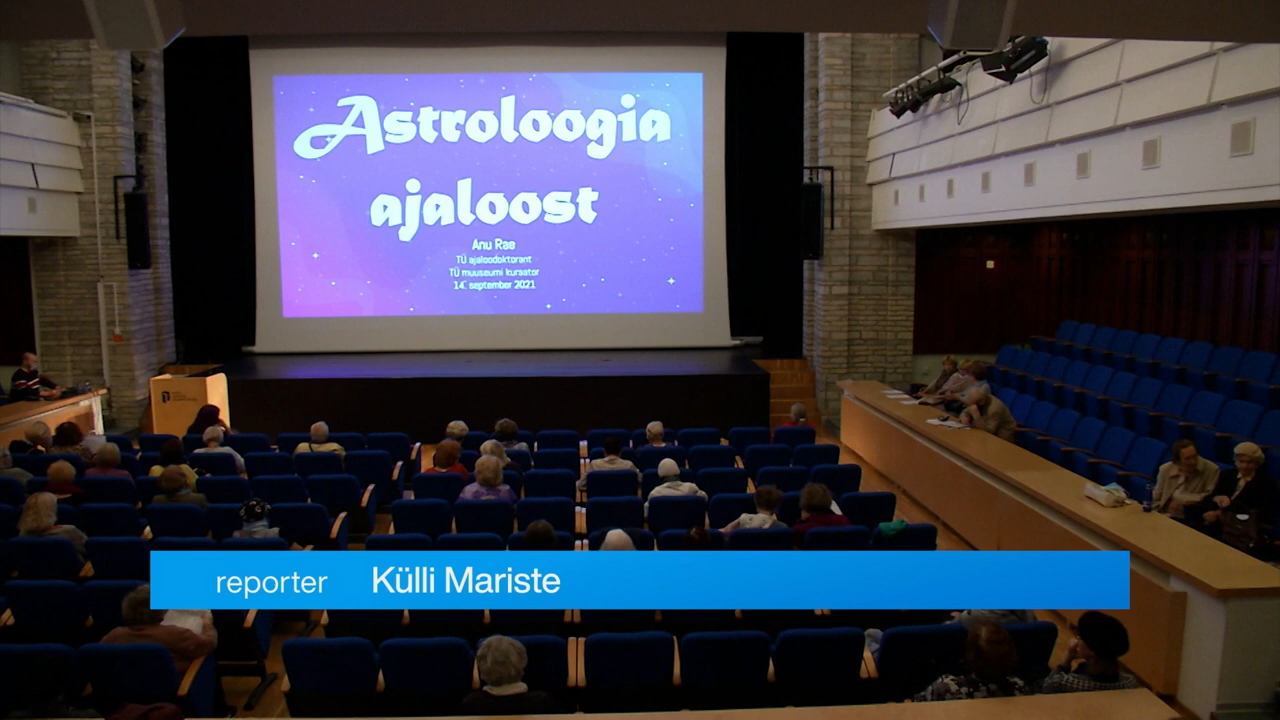 Astroloogia
ajaloost
Anu Rae
TÜ ajaloodoktorant
TÜ muuseumi kuraator
14. september 2021
reporter Külli Mariste